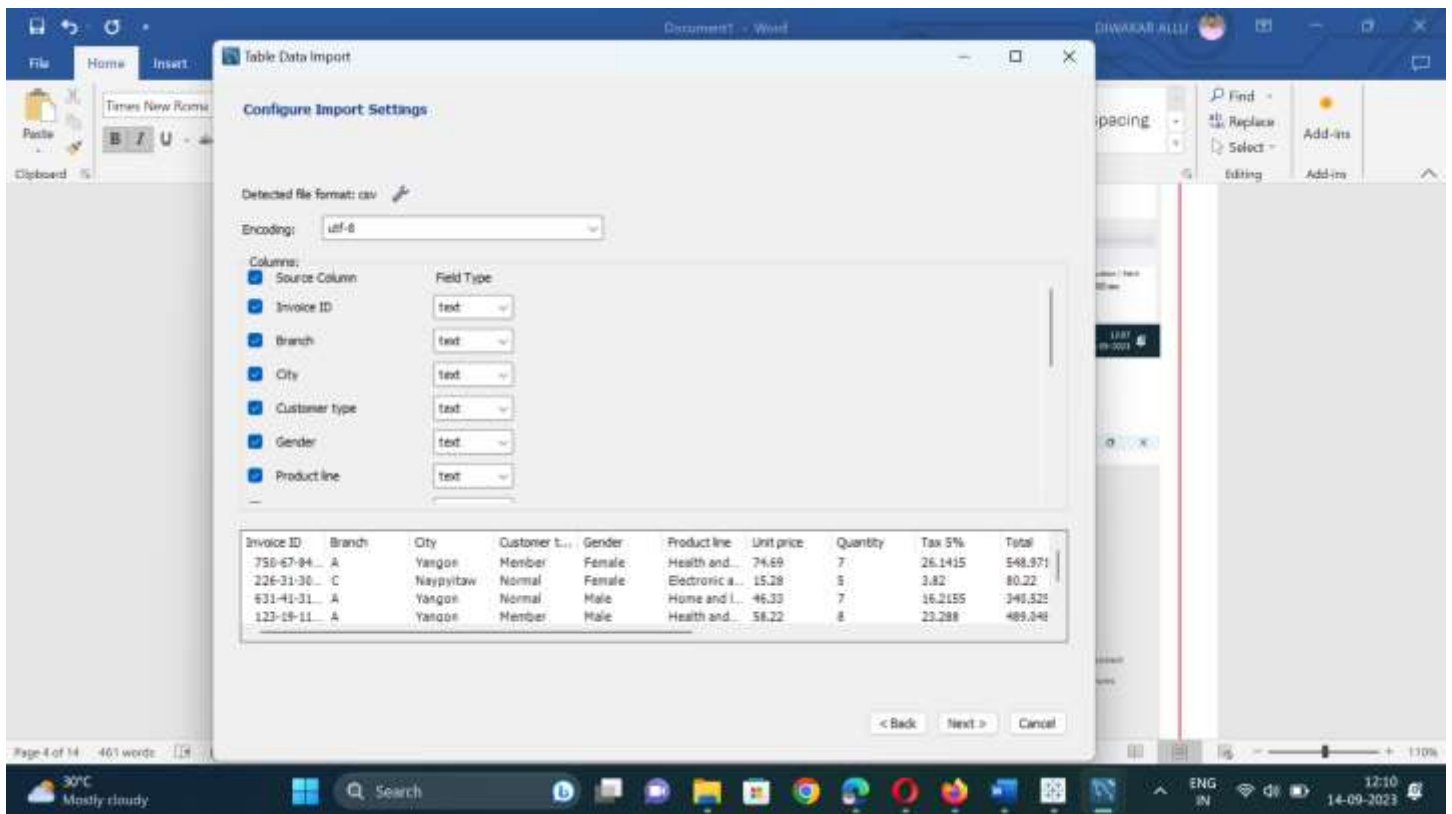 Document1 - Word
DIWAKAR ALLU
File Home Insert
Table Data Import
Times New Roma
Paste
B I U
Clipboard
Configure Import Settings
spacing
Find
Replace
Select
Editing
Add-ins
Add-ins
Detected file format: csv
Encoding: utf-8
Columns:
Source Column Field Type
Invoice ID text
Branch text
City text
Customer type text
Gender text
Product line text
Invoice ID Branch City Customer t... Gender Product line Unit price Quantity Tax 5% Total
750-67-84... A Yangon Member Female Health and... 74.69 7 26.1415 548.971
226-31-30... C Naypyitaw Normal Female Electronic a... 15.28 5 3.82 80.22
631-41-31... A Yangon Normal Male Home and l... 46.33 7 16.2155 340.525
123-19-11... A Yangon Member Male Health and... 58.22 8 23.288 489.048
< Back Next > Cancel
Page 4 of 14 461 words
110%
30°C
Mostly cloudy
Search
ENG
IN
12:10
14-09-2023